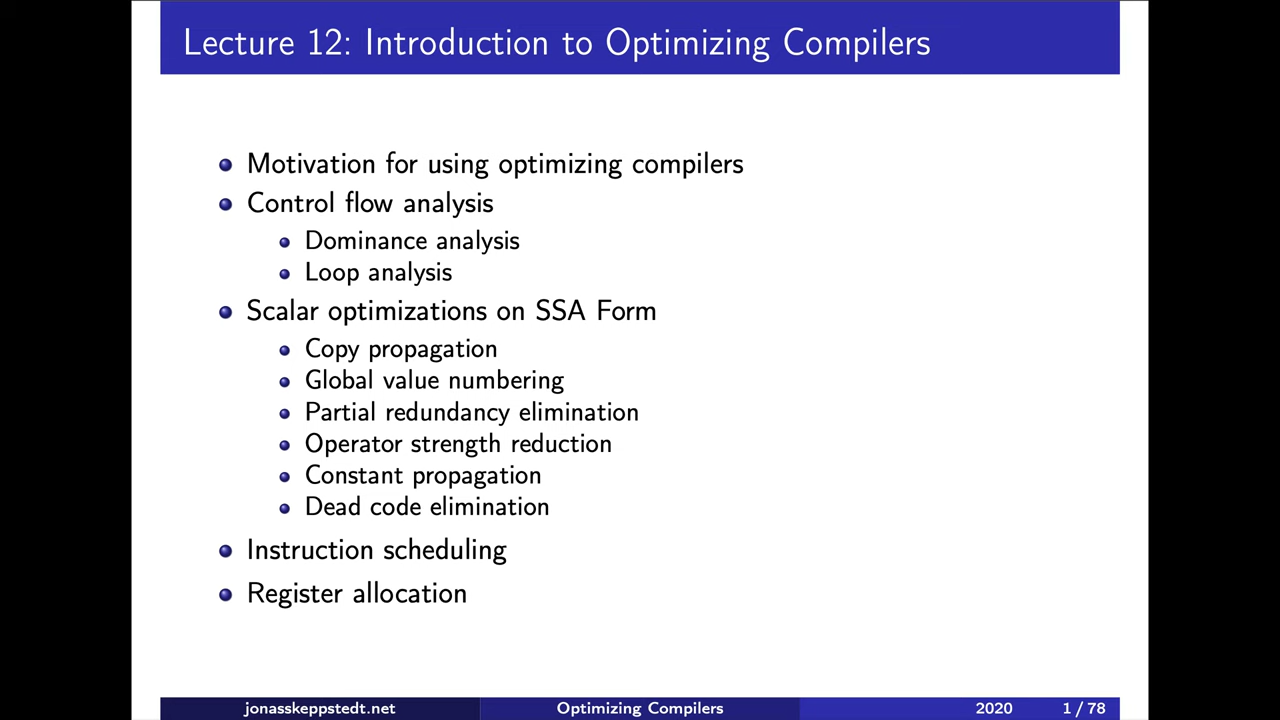 Lecture 12: Introduction to Optimizing Compilers
Motivation for using optimizing compilers
Control flow analysis
Dominance analysis
Loop analysis
Scalar optimizations on SSA Form
Copy propagation
Global value numbering
Partial redundancy elimination
Operator strength reduction
Constant propagation
Dead code elimination
Instruction scheduling
Register allocation
jonasskeppstedt.net Optimizing Compilers 2020 1 / 78